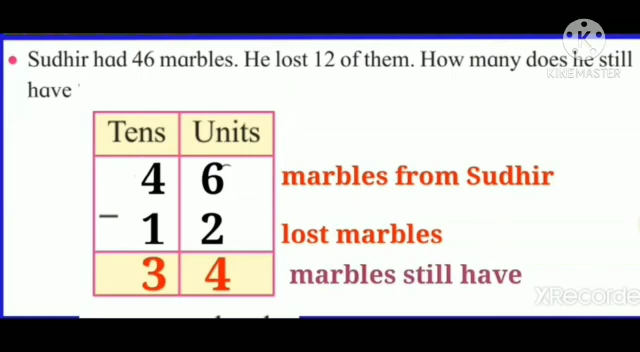 Sudhir had 46 marbles. He lost 12 of them. How many does he still
have
KINEMASTER
Tens Units
4 6 marbles from Sudhir
- 1 2 lost marbles
3 4 marbles still have
XRecorde